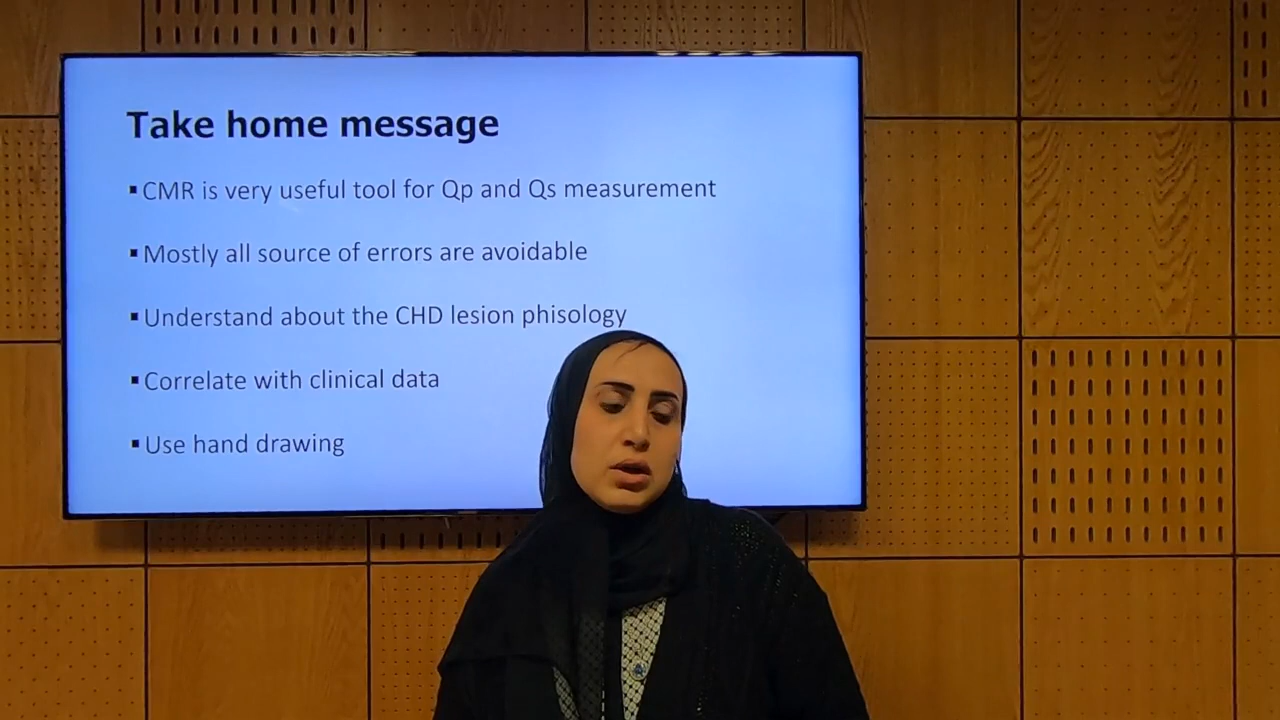 Take home message
▪CMR is very useful tool for Qp and Qs measurement
▪Mostly all source of errors are avoidable
▪Understand about the CHD lesion phisology
▪Correlate with clinical data
▪Use hand drawing